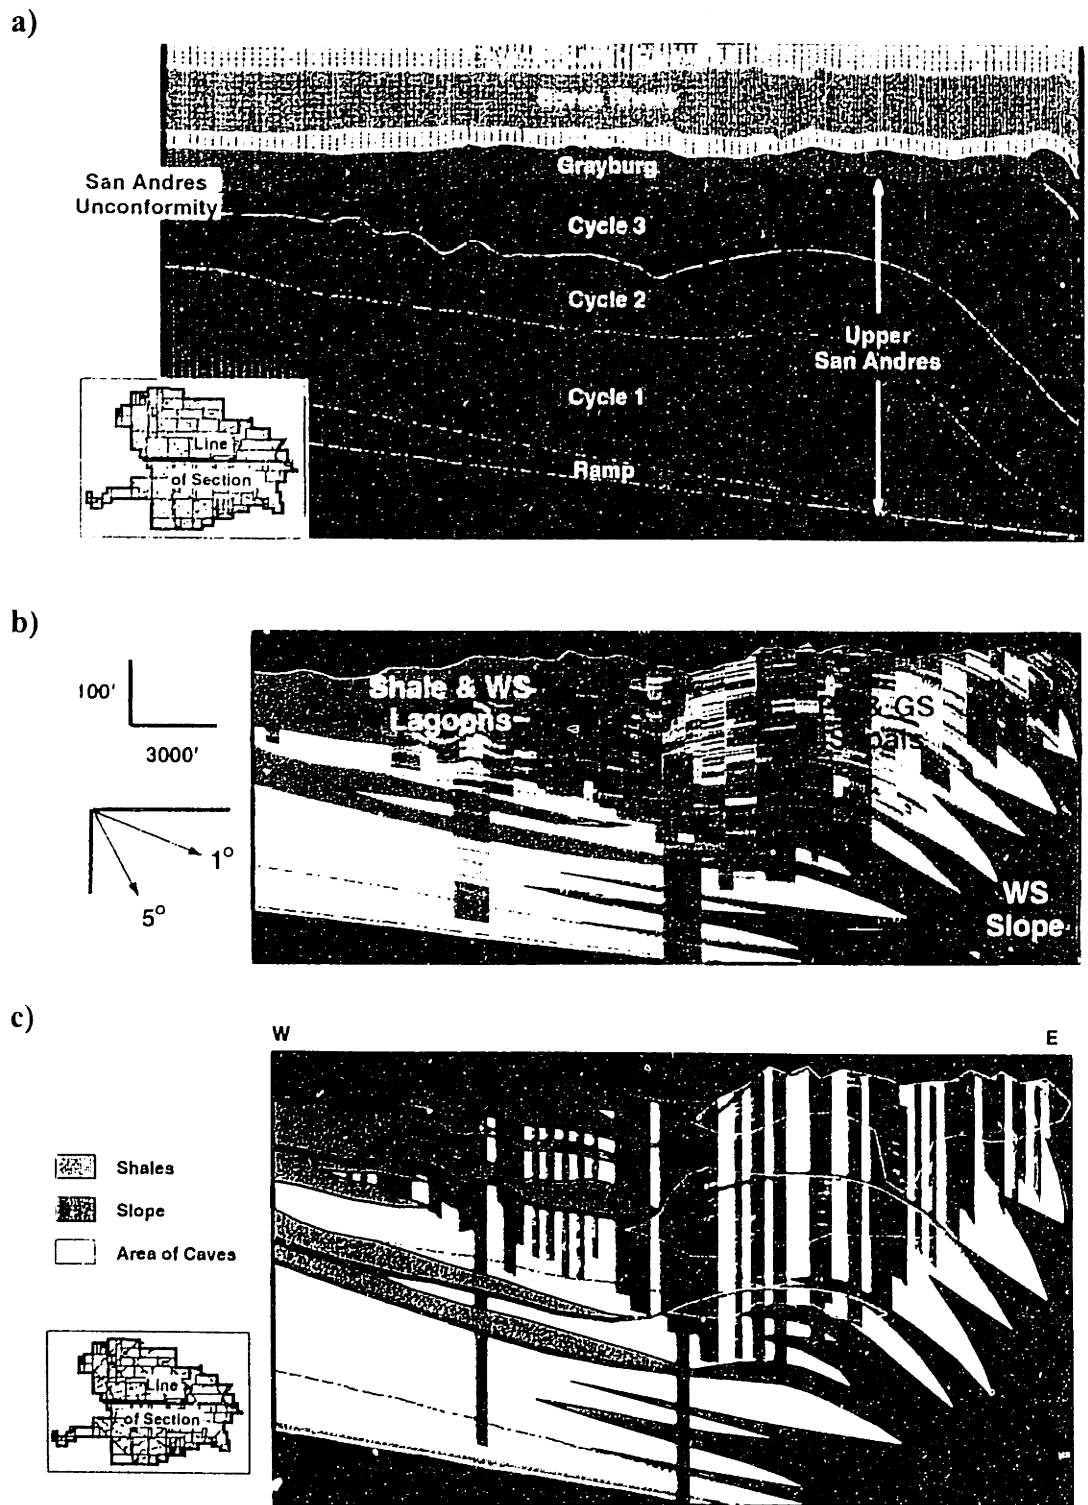 a)
Grayburg
San Andres
Unconformity
Cycle 3
Cycle 2
Upper
San Andres
Cycle 1
Ramp
Line
of Section
b)
100'
3000'
1°
5°
Shale & WS
Lagoons
& GS
WS
Slope
c)
W
E
Shales
Slope
Area of Caves
Line
of Section